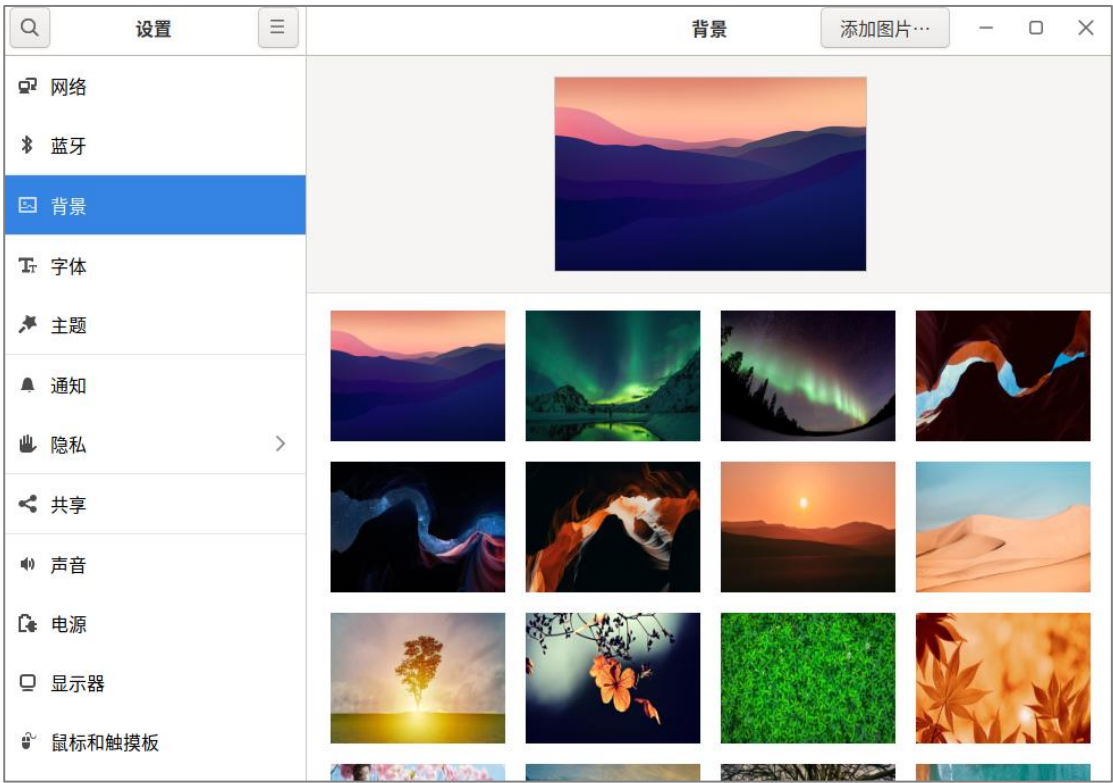 设置
背景
添加图片…
网络
蓝牙
背景
字体
主题
通知
隐私
共享
声音
电源
显示器
鼠标和触摸板